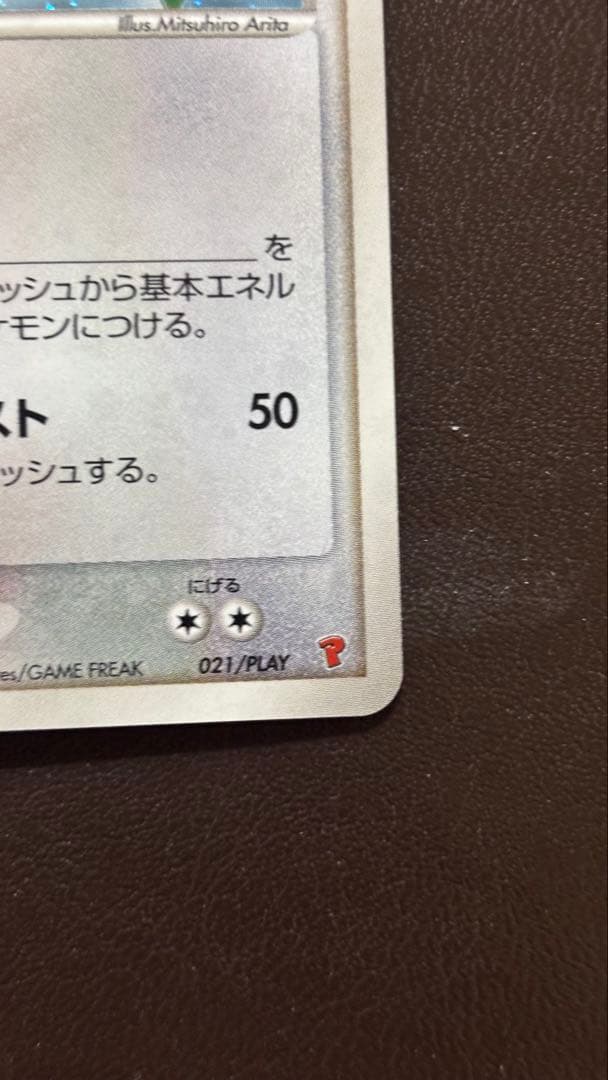 Illus.Mitsuhiro Arita
を
ッシュから基本エネル
モンにつける。
スト 50
ッシュする。
にげる
es/GAME FREAK 021/PLAY P